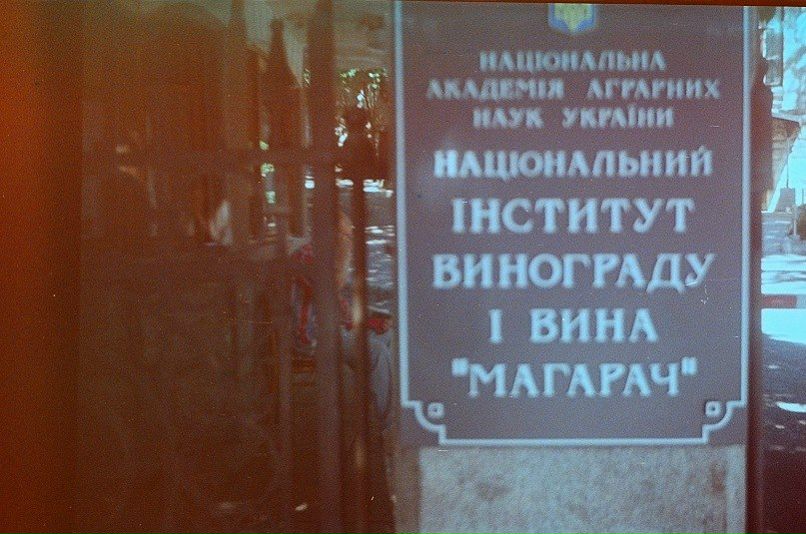 НАЦІОНАЛЬНА
АКАДЕМІЯ АГРАРНИХ
НАУК УКРАЇНИ
НАЦІОНАЛЬНИЙ
ІНСТИТУТ
ВИНОГРАДУ
І ВИНА
"МАГАРАЧ"